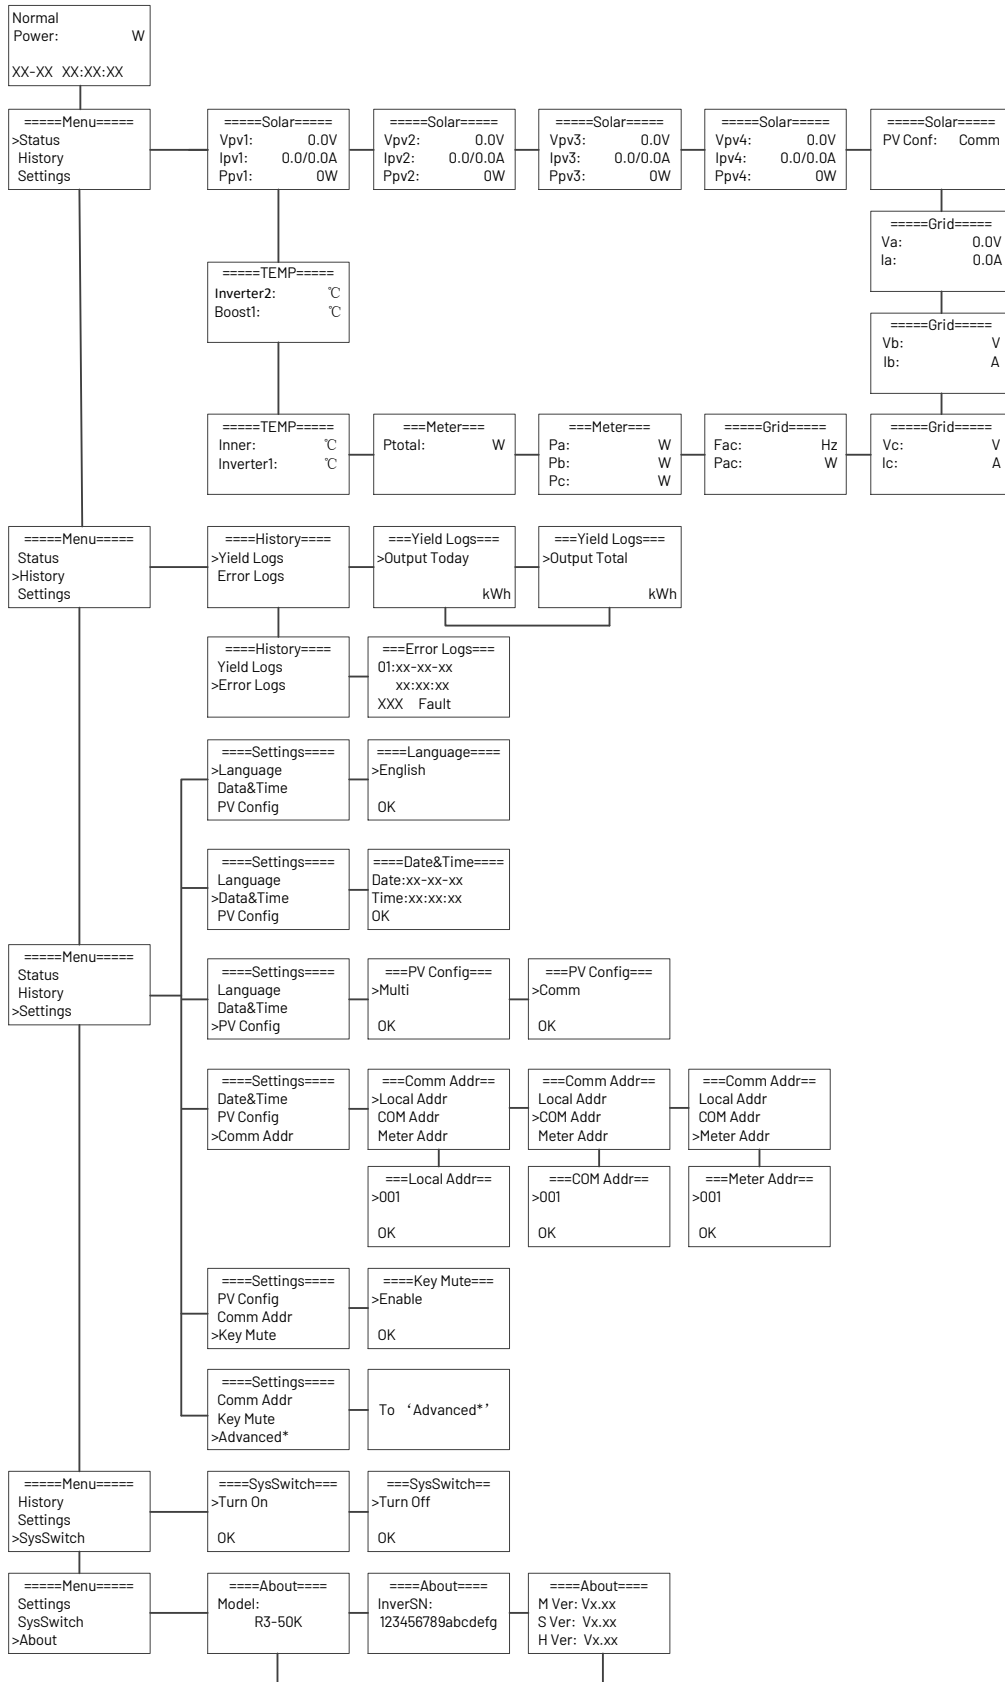 Normal
Power: W
XX-XX XX:XX:XX
=====Menu=====
>Status
History
Settings
=====Solar=====
Vpv1: 0.0V
Ipv1: 0.0/0.0A
Ppv1: 0W
=====Solar=====
Vpv2: 0.0V
Ipv2: 0.0/0.0A
Ppv2: 0W
=====Solar=====
Vpv3: 0.0V
Ipv3: 0.0/0.0A
Ppv3: 0W
=====Solar=====
Vpv4: 0.0V
Ipv4: 0.0/0.0A
Ppv4: 0W
=====Solar=====
PV Conf: Comm
=====Grid=====
Va: 0.0V
Ia: 0.0A
=====TEMP=====
Inverter2: ℃
Boost1: ℃
=====Grid=====
Vb: V
Ib: A
=====TEMP=====
Inner: ℃
Inverter1: ℃
===Meter===
Ptotal: W
===Meter===
Pa: W
Pb: W
Pc: W
=====Grid=====
Fac: Hz
Pac: W
=====Grid=====
Vc: V
Ic: A
=====Menu=====
Status
>History
Settings
====History====
>Yield Logs
Error Logs
===Yield Logs===
>Output Today
kWh
===Yield Logs===
>Output Total
kWh
====History====
Yield Logs
>Error Logs
===Error Logs===
01:xx-xx-xx
xx:xx:xx
XXX Fault
====Settings====
>Language
Data&Time
PV Config
====Language====
>English
OK
====Settings====
Language
>Data&Time
PV Config
====Date&Time====
Date:xx-xx-xx
Time:xx:xx:xx
OK
=====Menu=====
Status
History
>Settings
====Settings====
Language
Data&Time
>PV Config
===PV Config===
>Multi
OK
===PV Config===
>Comm
OK
====Settings====
Date&Time
PV Config
>Comm Addr
===Comm Addr==
>Local Addr
COM Addr
Meter Addr
===Comm Addr==
Local Addr
>COM Addr
Meter Addr
===Comm Addr==
Local Addr
COM Addr
>Meter Addr
===Local Addr==
>001
OK
===COM Addr==
>001
OK
===Meter Addr==
>001
OK
====Settings====
PV Config
Comm Addr
>Key Mute
====Key Mute===
>Enable
OK
====Settings====
Comm Addr
Key Mute
>Advanced*
To ‘Advanced*’
=====Menu=====
History
Settings
>SysSwitch
====SysSwitch===
>Turn On
OK
===SysSwitch==
>Turn Off
OK
=====Menu=====
Settings
SysSwitch
>About
====About====
Model:
R3-50K
====About====
InverSN:
123456789abcdefg
====About====
M Ver: Vx.xx
S Ver: Vx.xx
H Ver: Vx.xx